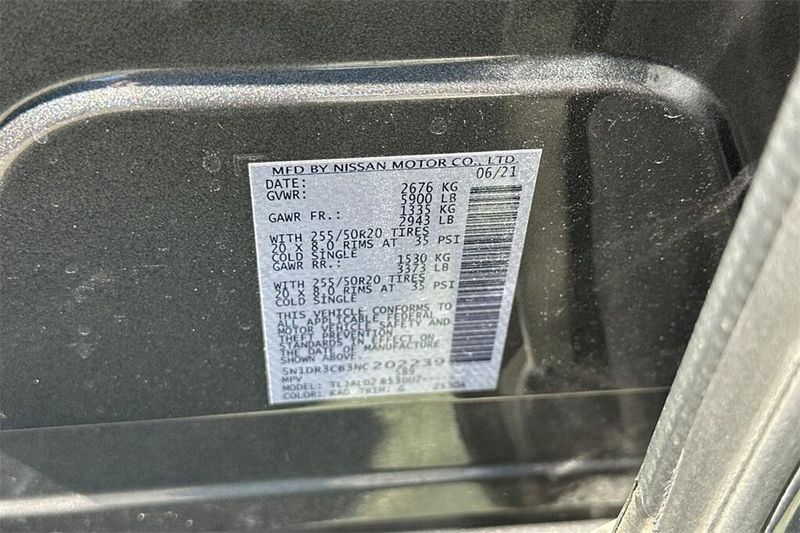 MFD BY NISSAN MOTOR CO., LTD.
DATE: 06/21
GVWR: 2676 KG
5900 LB
GAWR FR.: 1335 KG
2943 LB
WITH 255/50R20 TIRES
20 X 8.0 RIMS AT 35 PSI
COLD SINGLE
GAWR RR.: 1530 KG
3373 LB
WITH 255/50R20 TIRES
20 X 8.0 RIMS AT 35 PSI
COLD SINGLE
THIS VEHICLE CONFORMS TO
ALL APPLICABLE FEDERAL
MOTOR VEHICLE SAFETY AND
THEFT PREVENTION
STANDARDS IN EFFECT ON
THE DATE OF MANUFACTURE
SHOWN ABOVE.
5N1DR3CB3NC202239
MPV 589
MODEL:
COLOR: KAD TRIM: G